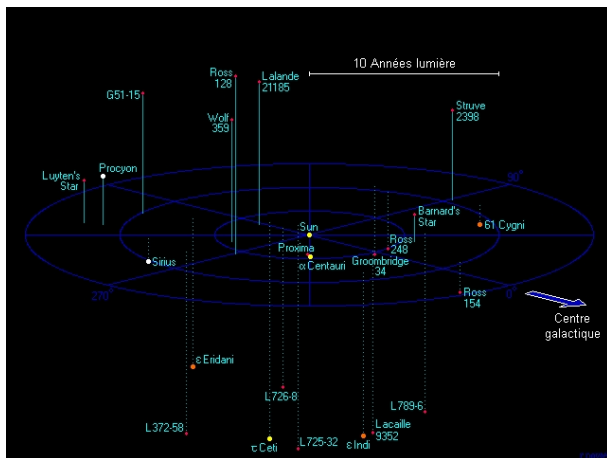 10 Années lumière
Ross
128
Lalande
21185
G51-15
Struve
2398
Wolf
359
Procyon
Luyten's
Star
90°
Barnard's
Star
61 Cygni
Sun
Ross
248
Proxima
Sirius
α Centauri
Groombridge
34
270°
0°
Ross
154
Centre
galactique
ε Eridani
L726-8
L789-6
L372-58
Lacaille
9352
τ Ceti
L725-32
ε Indi